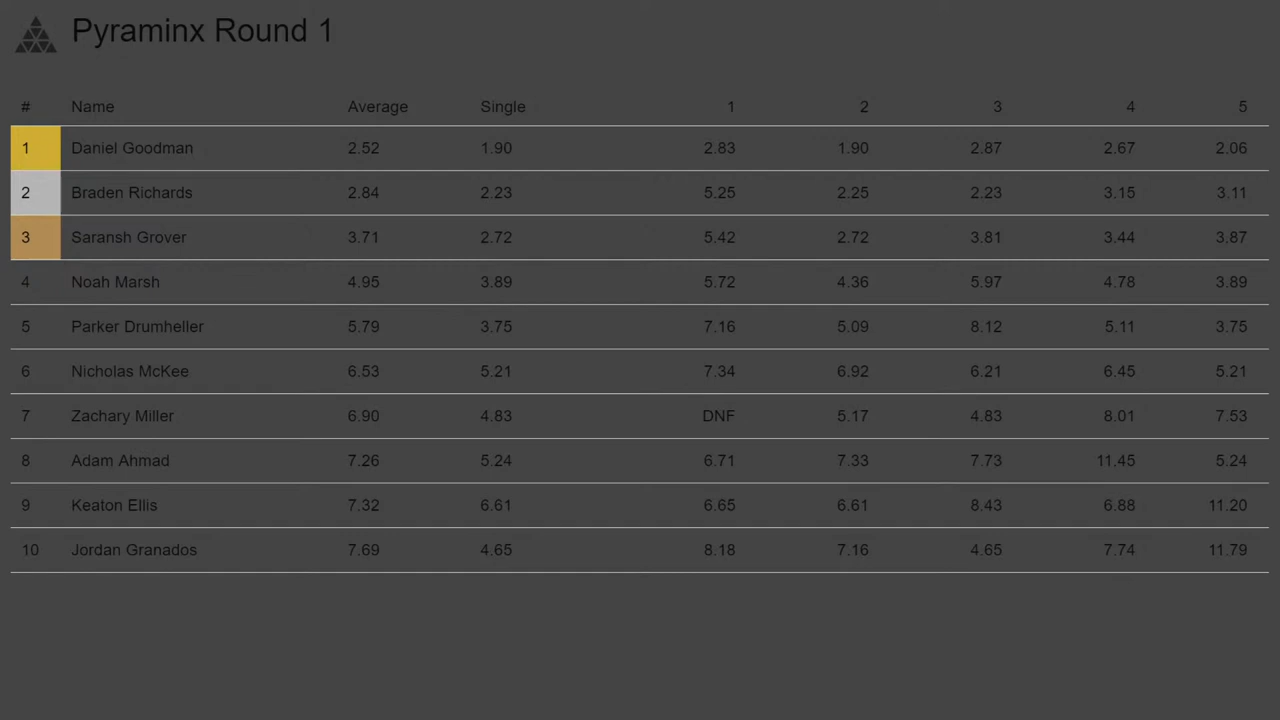 Pyraminx Round 1
# Name Average Single 1 2 3 4 5
1 Daniel Goodman 2.52 1.90 2.83 1.90 2.87 2.67 2.06
2 Braden Richards 2.84 2.23 5.25 2.25 2.23 3.15 3.11
3 Saransh Grover 3.71 2.72 5.42 2.72 3.81 3.44 3.87
4 Noah Marsh 4.95 3.89 5.72 4.36 5.97 4.78 3.89
5 Parker Drumheller 5.79 3.75 7.16 5.09 8.12 5.11 3.75
6 Nicholas McKee 6.53 5.21 7.34 6.92 6.21 6.45 5.21
7 Zachary Miller 6.90 4.83 DNF 5.17 4.83 8.01 7.53
8 Adam Ahmad 7.26 5.24 6.71 7.33 7.73 11.45 5.24
9 Keaton Ellis 7.32 6.61 6.65 6.61 8.43 6.88 11.20
10 Jordan Granados 7.69 4.65 8.18 7.16 4.65 7.74 11.79